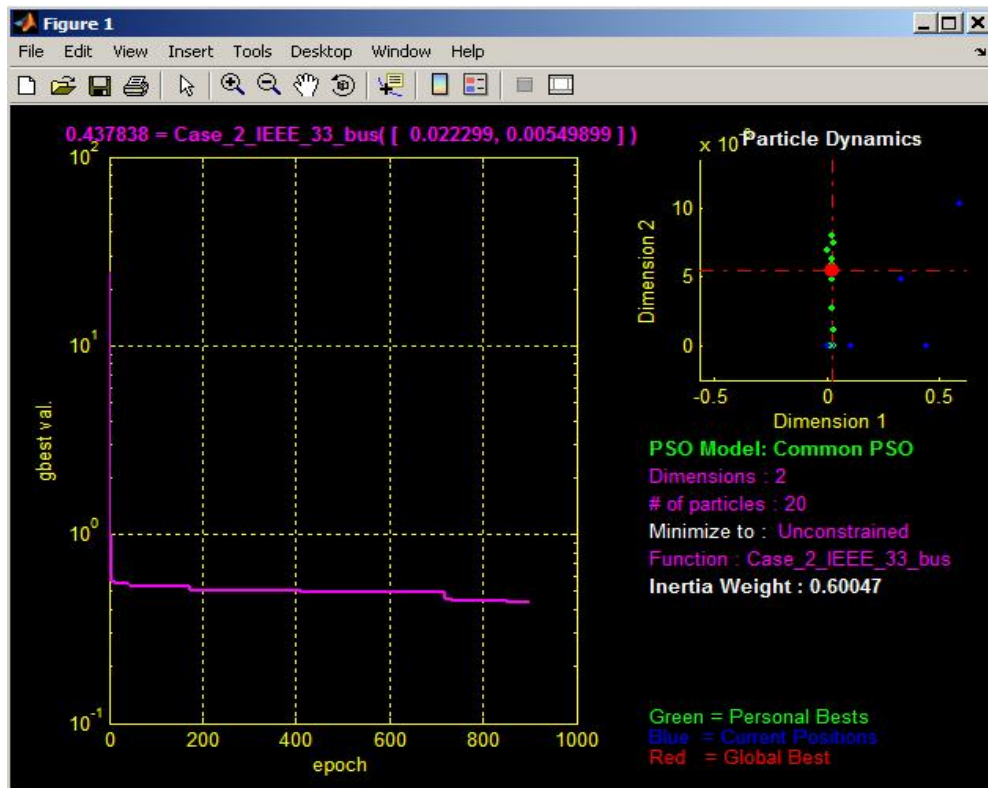 Figure 1
File Edit View Insert Tools Desktop Window Help
0.437838 = Case_2_IEEE_33_bus( [ 0.022299, 0.00549899 ] )
10^2
10^1
10^0
10^-1
gbest val.
0 200 400 600 800 1000
epoch
Particle Dynamics
x 10
10
5
0
Dimension 2
-0.5 0 0.5
Dimension 1
PSO Model: Common PSO
Dimensions : 2
# of particles : 20
Minimize to : Unconstrained
Function : Case_2_IEEE_33_bus
Inertia Weight : 0.60047
Green = Personal Bests
Blue = Current Positions
Red = Global Best